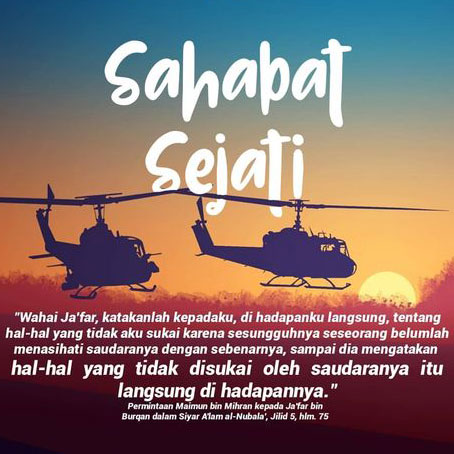 Sahabat
Sejati
"Wahai Ja'far, katakanlah kepadaku, di hadapanku langsung, tentang
hal-hal yang tidak aku sukai karena sesungguhnya seseorang belumlah
menasihati saudaranya dengan sebenarnya, sampai dia mengatakan
hal-hal yang tidak disukai oleh saudaranya itu
langsung di hadapannya."
Permintaan Maimun bin Mihran kepada Ja'far bin
Burqan dalam Siyar A'lam al-Nubala', Jilid 5, hlm. 75